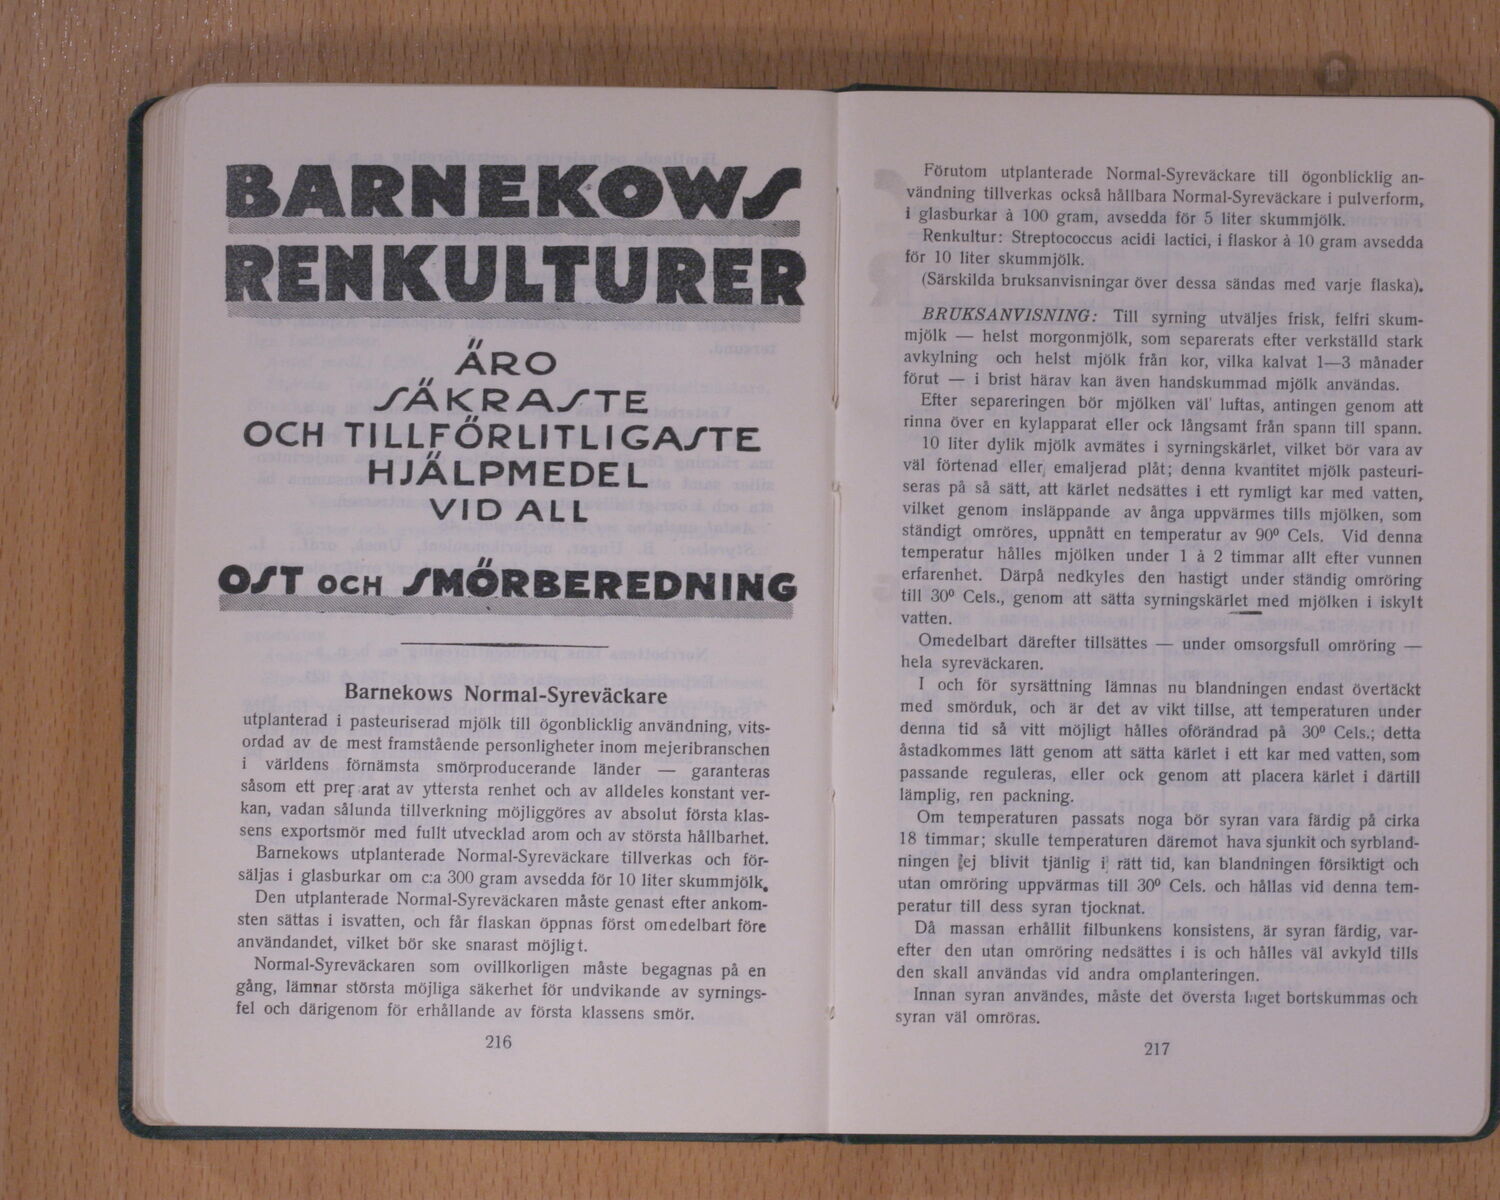 BARNEKOWS
RENKULTURER
ÄRO
SÄKRASTE
OCH TILLFÖRLITLIGASTE
HJÄLPMEDEL
VID ALL
OST OCH SMÖRBEREDNING
Barnekows Normal-Syreväckare
utplanterad i pasteuriserad mjölk till ögonblicklig användning, vits-
ordad av de mest framstående personligheter inom mejeribranschen
i världens förnämsta smörproducerande länder — garanteras
såsom ett preparat av yttersta renhet och av alldeles konstant ver-
kan, vadan sålunda tillverkning möjliggöres av absolut första klas-
sens exportsmör med fullt utvecklad arom och av största hållbarhet.
Barnekows utplanterade Normal-Syreväckare tillverkas och för-
säljas i glasburkar om c:a 300 gram avsedda för 10 liter skummjölk.
Den utplanterade Normal-Syreväckaren måste genast efter ankom-
sten sättas i isvatten, och får flaskan öppnas först omedelbart före
användandet, vilket bör ske snarast möjligt.
Normal-Syreväckaren som ovillkorligen måste begagnas på en
gång, lämnar största möjliga säkerhet för undvikande av syrnings-
fel och därigenom för erhållande av första klassens smör.
216
Förutom utplanterade Normal-Syreväckare till ögonblicklig an-
vändning tillverkas också hållbara Normal-Syreväckare i pulverform,
i glasburkar à 100 gram, avsedda för 5 liter skummjölk.
Renkultur: Streptococcus acidi lactici, i flaskor à 10 gram avsedda
för 10 liter skummjölk.
(Särskilda bruksanvisningar över dessa sändas med varje flaska).
BRUKSANVISNING: Till syrning utväljes frisk, felfri skum-
mjölk — helst morgonmjölk, som separerats efter verkställd stark
avkylning och helst mjölk från kor, vilka kalvat 1—3 månader
förut — i brist härav kan även handskummad mjölk användas.
Efter separeringen bör mjölken väl' luftas, antingen genom att
rinna över en kylapparat eller ock långsamt från spann till spann.
10 liter dylik mjölk avmätes i syrningskärlet, vilket bör vara av
väl förtenad eller emaljerad plåt; denna kvantitet mjölk pasteuri-
seras på så sätt, att kärlet nedsättes i ett rymligt kar med vatten,
vilket genom insläppande av ånga uppvärmes tills mjölken, som
ständigt omröres, uppnått en temperatur av 90⁰ Cels. Vid denna
temperatur hålles mjölken under 1 à 2 timmar allt efter vunnen
erfarenhet. Därpå nedkyles den hastigt under ständig omröring
till 30⁰ Cels., genom att sätta syrningskärlet med mjölken i iskylt
vatten.
Omedelbart därefter tillsättes — under omsorgsfull omröring —
hela syreväckaren.
I och för syrsättning lämnas nu blandningen endast övertäckt
med smörduk, och är det av vikt tillse, att temperaturen under
denna tid så vitt möjligt hålles oförändrad på 30⁰ Cels.; detta
åstadkommes lätt genom att sätta kärlet i ett kar med vatten, som
passande reguleras, eller ock genom att placera kärlet i därtill
lämplig, ren packning.
Om temperaturen passats noga bör syran vara färdig på cirka
18 timmar; skulle temperaturen däremot hava sjunkit och syrbland-
ningen ej blivit tjänlig i rätt tid, kan blandningen försiktigt och
utan omröring uppvärmas till 30⁰ Cels. och hållas vid denna tem-
peratur till dess syran tjocknat.
Då massan erhållit filbunkens konsistens, är syran färdig, var-
efter den utan omröring nedsättes i is och hålles väl avkyld tills
den skall användas vid andra omplanteringen.
Innan syran användes, måste det översta laget bortskummas och
syran väl omröras.
217